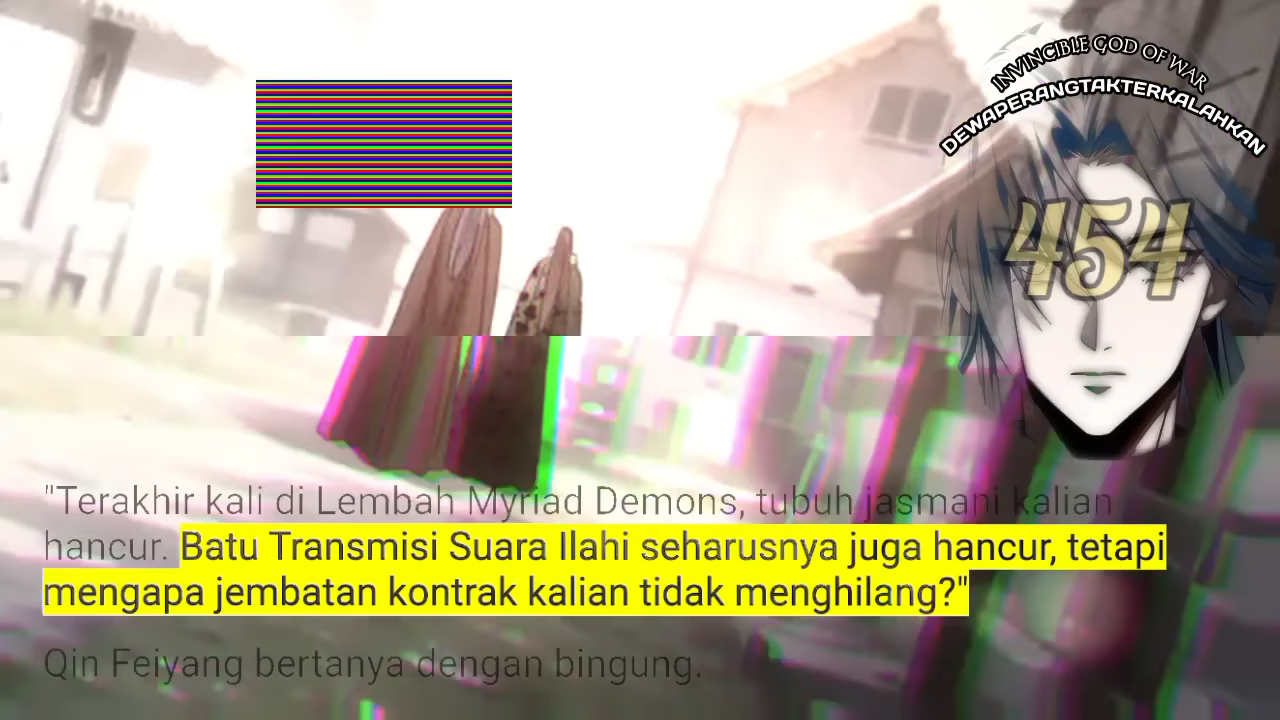 INVINCIBLE GOD OF WAR
DEWAPERANGTAKTERKALAHKAN
454
"Terakhir kali di Lembah Myriad Demons, tubuh jasmani kalian
hancur. Batu Transmisi Suara Ilahi seharusnya juga hancur, tetapi
mengapa jembatan kontrak kalian tidak menghilang?"
Qin Feiyang bertanya dengan bingung.